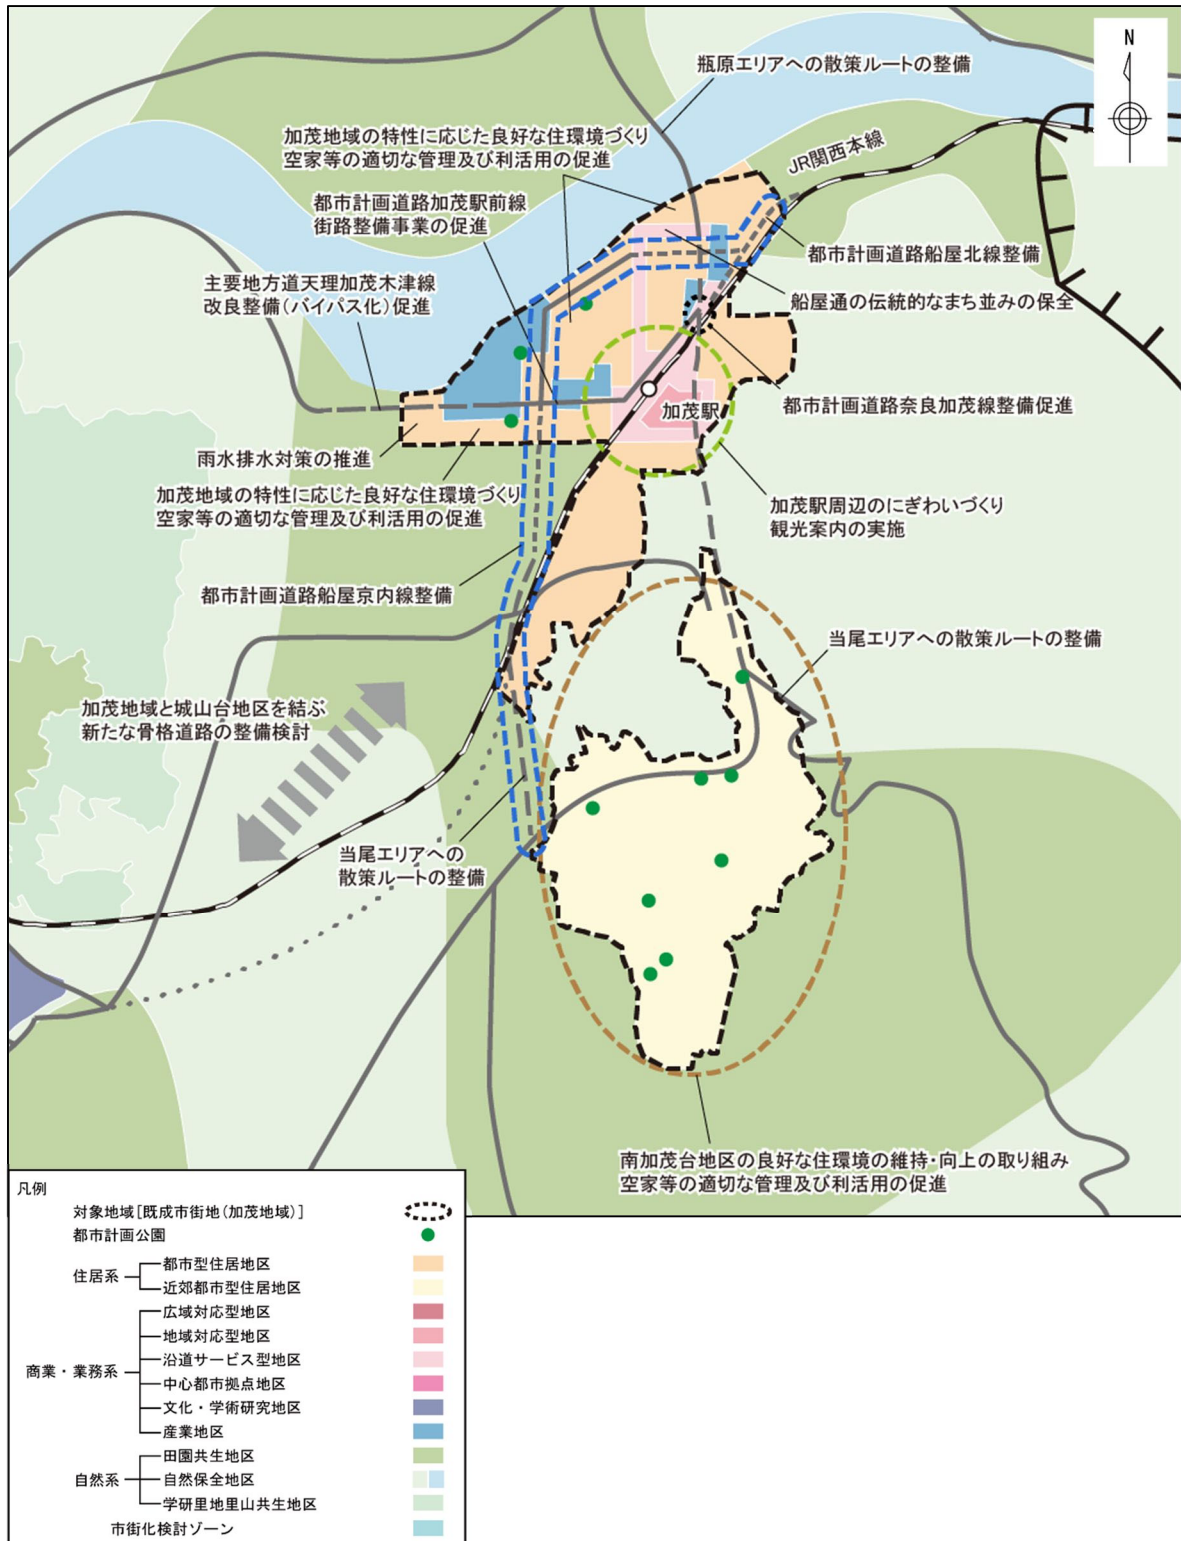 N
瓶原エリアへの散策ルートの整備
加茂地域の特性に応じた良好な住環境づくり
空家等の適切な管理及び利活用の促進
JR関西本線
都市計画道路加茂駅前線
街路整備事業の促進
都市計画道路船屋北線整備
主要地方道天理加茂木津線
改良整備(バイパス化)促進
船屋通の伝統的なまち並みの保全
加茂駅
都市計画道路奈良加茂線整備促進
雨水排水対策の推進
加茂地域の特性に応じた良好な住環境づくり
空家等の適切な管理及び利活用の促進
加茂駅周辺のにぎわいづくり
観光案内の実施
都市計画道路船屋京内線整備
当尾エリアへの散策ルートの整備
加茂地域と城山台地区を結ぶ
新たな骨格道路の整備検討
当尾エリアへの
散策ルートの整備
南加茂台地区の良好な住環境の維持・向上の取り組み
空家等の適切な管理及び利活用の促進
凡例
対象地域[既成市街地(加茂地域)]
都市計画公園
住居系
都市型住居地区
近郊都市型住居地区
商業・業務系
広域対応型地区
地域対応型地区
沿道サービス型地区
中心都市拠点地区
文化・学術研究地区
産業地区
自然系
田園共生地区
自然保全地区
学研里地里山共生地区
市街化検討ゾーン